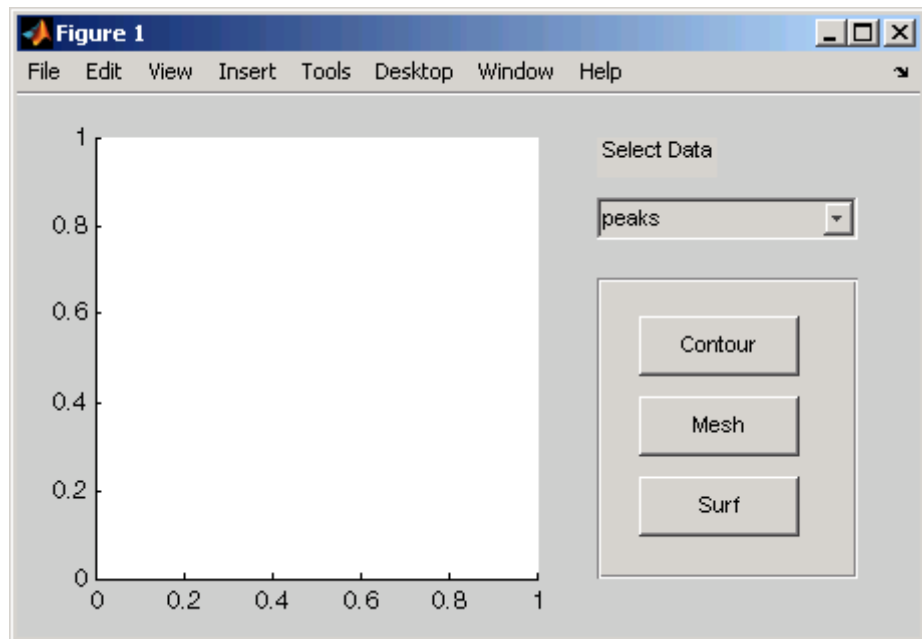 Figure 1
File Edit View Insert Tools Desktop Window Help
Select Data
peaks
Contour
Mesh
Surf
1
0.8
0.6
0.4
0.2
0
0 0.2 0.4 0.6 0.8 1